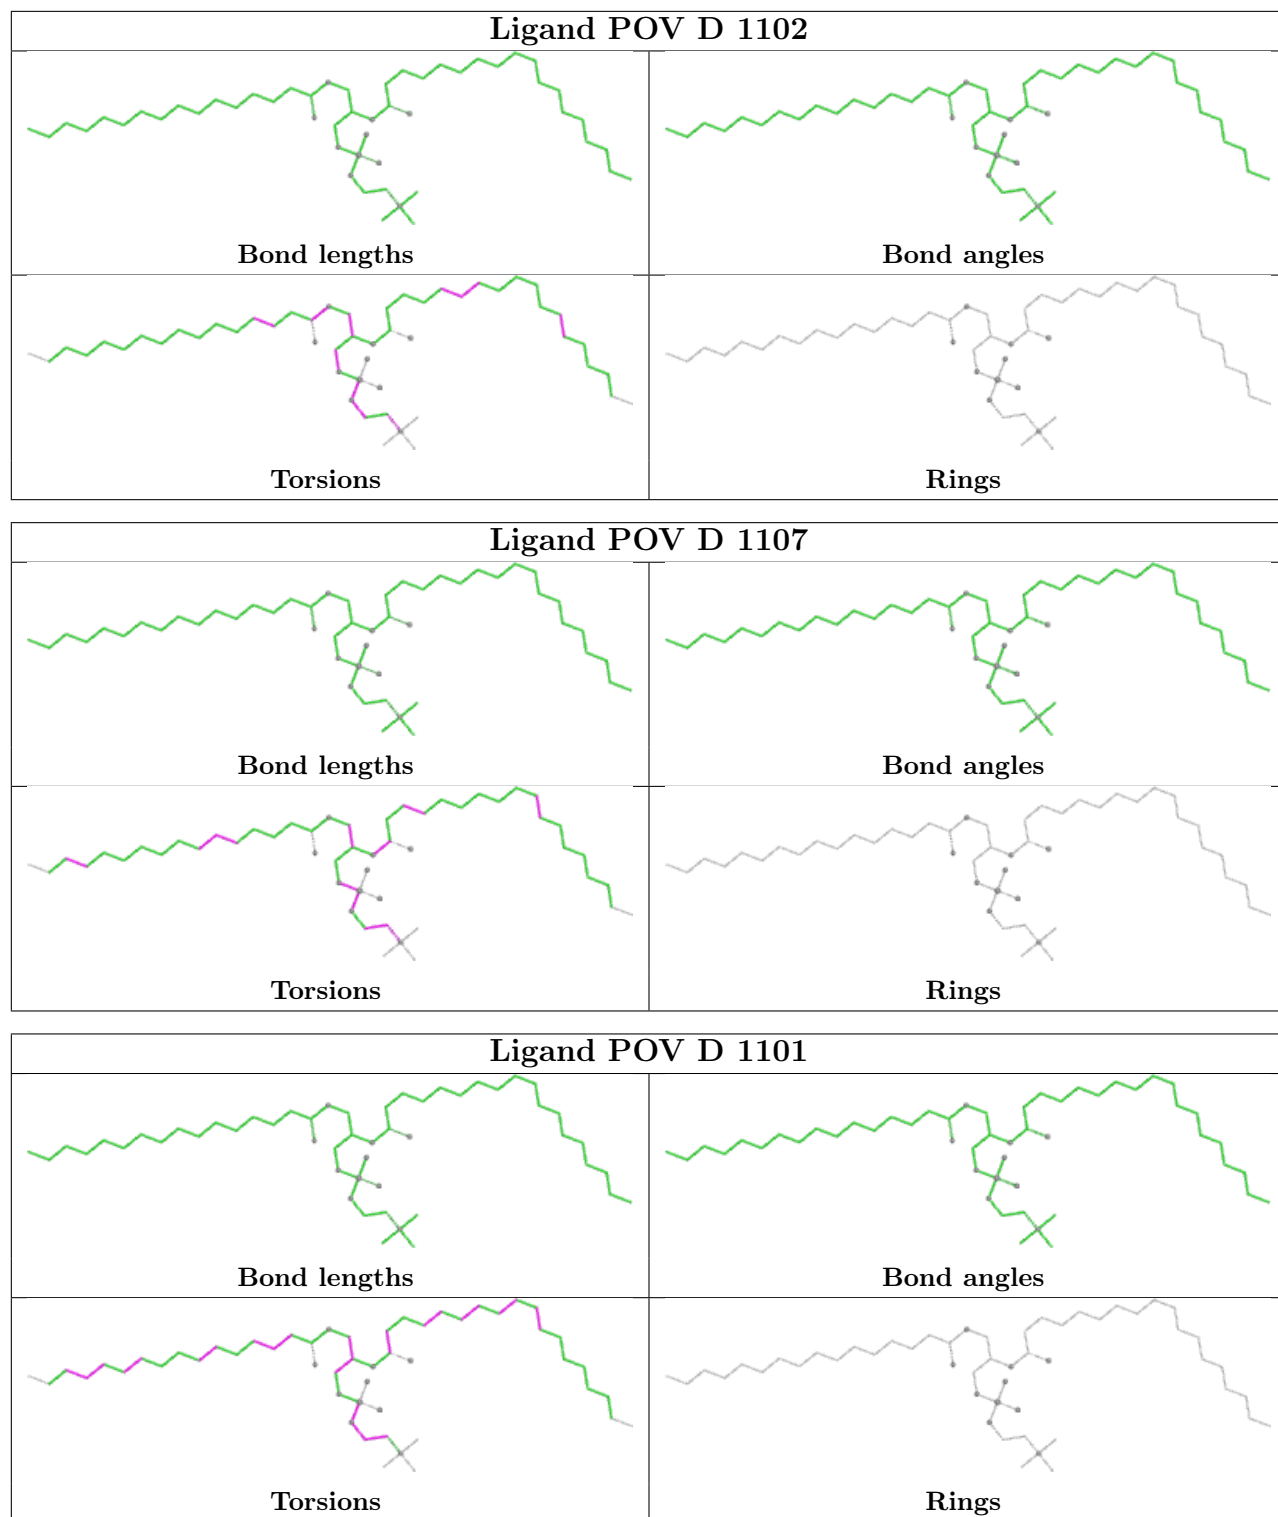 Ligand POV D 1102
Bond lengths
Bond angles
Torsions
Rings
Ligand POV D 1107
Bond lengths
Bond angles
Torsions
Rings
Ligand POV D 1101
Bond lengths
Bond angles
Torsions
Rings